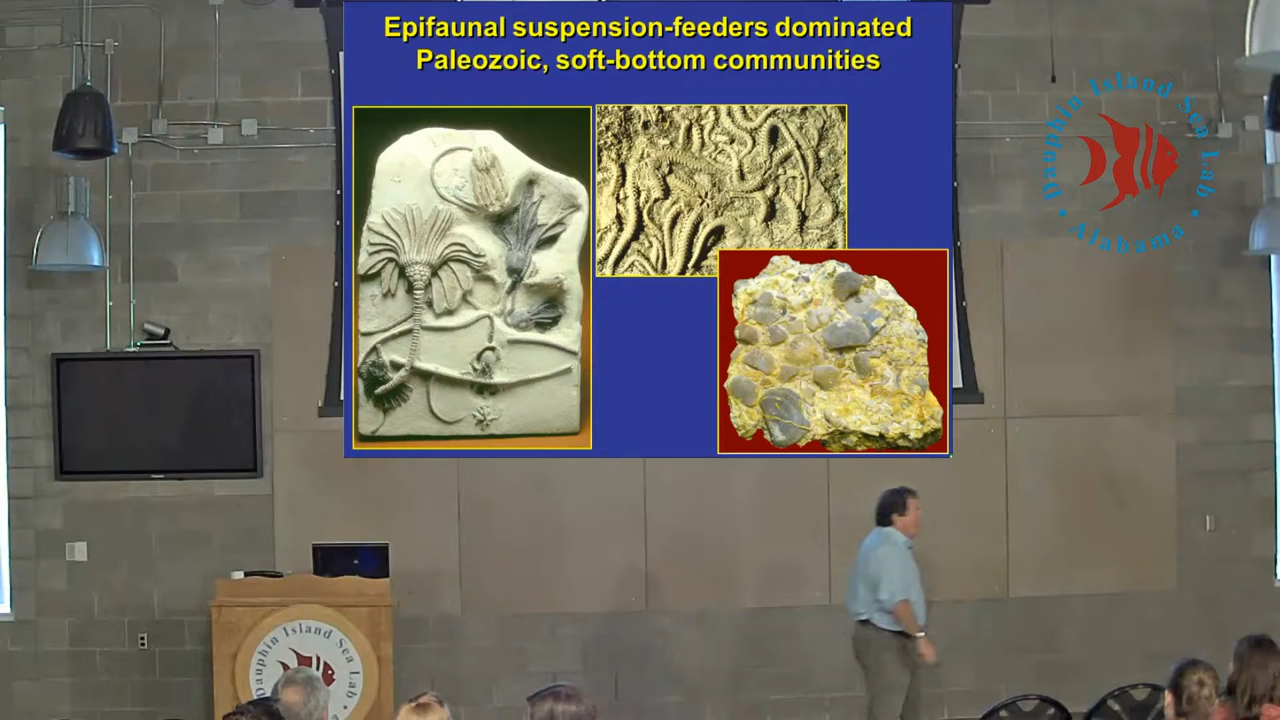 Epifaunal suspension-feeders dominated
Paleozoic, soft-bottom communities
Dauphin Island Sea Lab
• Alabama •
Dauphin Island Sea Lab